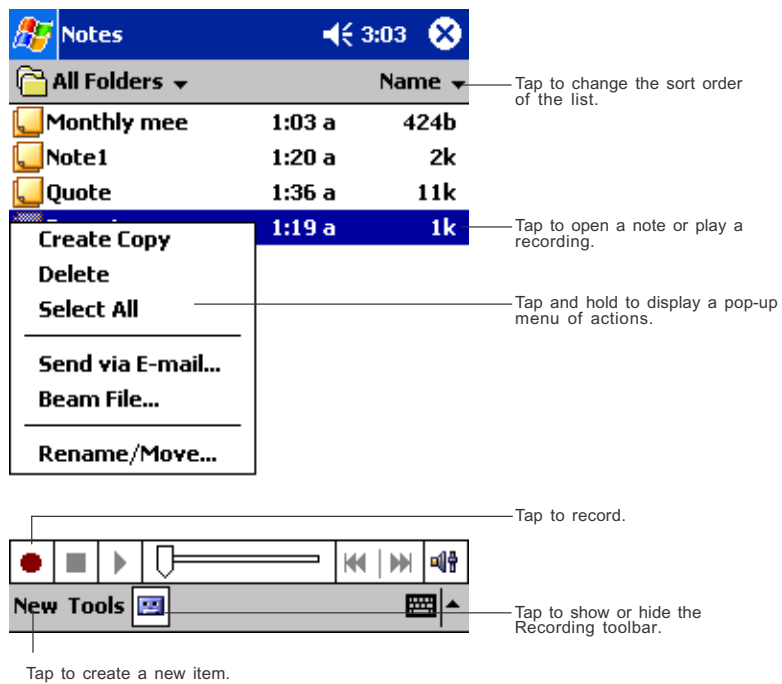 Notes 3:03
All Folders Name
Tap to change the sort order
of the list.
Monthly mee 1:03 a 424b
Note1 1:20 a 2k
Quote 1:36 a 11k
1:19 a 1k
Tap to open a note or play a
recording.
Create Copy
Delete
Select All
Tap and hold to display a pop-up
menu of actions.
Send via E-mail...
Beam File...
Rename/Move...
Tap to record.
New Tools
Tap to show or hide the
Recording toolbar.
Tap to create a new item.